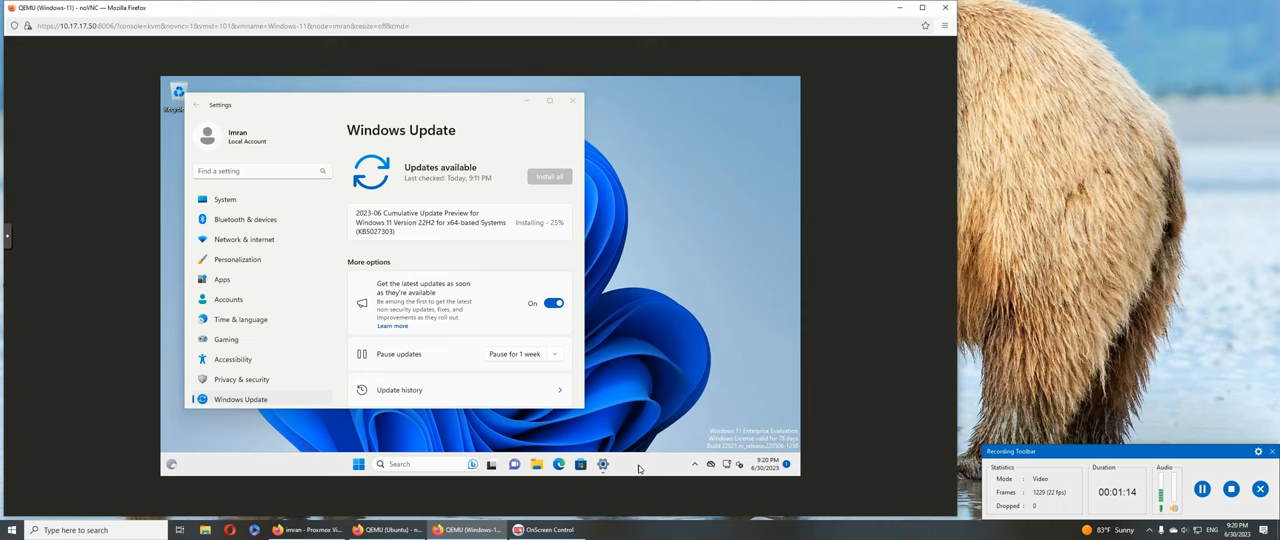 QEMU (Windows-11) - noVNC — Mozilla Firefox
https://10.17.17.50:8006/?console=kvm&novnc=1&vmid=101&vmname=Windows-11&node=imran&resize=off&cmd=
Settings
Imran
Local Account
Find a setting
System
Bluetooth & devices
Network & internet
Personalization
Apps
Accounts
Time & language
Gaming
Accessibility
Privacy & security
Windows Update
Windows Update
Updates available
Last checked: Today, 9:11 PM
Install all
2023-06 Cumulative Update Preview for
Windows 11 Version 22H2 for x64-based Systems
(KB5027303)
Installing - 25%
More options
Get the latest updates as soon
as they're available
Be among the first to get the latest
non-security updates, fixes, and
improvements as they roll out.
Learn more
On
Pause updates
Pause for 1 week
Update history
Windows 11 Enterprise Evaluation
Windows License valid for 78 days
Build 22621.ni_release.220506-1250
Search
9:20 PM
6/30/2023
Recording Toolbar
Statistics
Mode : Video
Frames : 1229 (22 fps)
Dropped : 0
Duration
00:01:14
Audio
Type here to search
imran - Proxmox Vi...
QEMU (Ubuntu) - n...
QEMU (Windows-1...
OnScreen Control
83°F Sunny
ENG
9:20 PM
6/30/2023